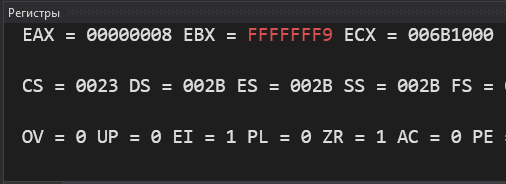 Регистры
EAX = 00000008 EBX = FFFFFFF9 ECX = 006B1000
CS = 0023 DS = 002B ES = 002B SS = 002B FS =
OV = 0 UP = 0 EI = 1 PL = 0 ZR = 1 AC = 0 PE